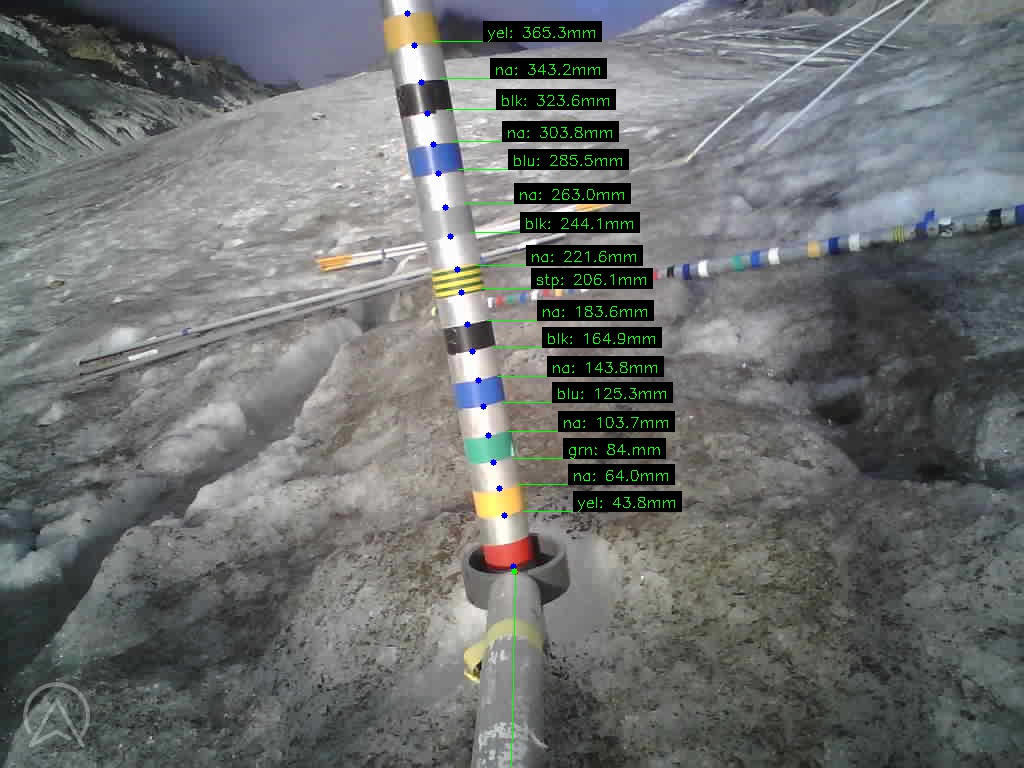 yel: 365.3mm
na: 343.2mm
blk: 323.6mm
na: 303.8mm
blu: 285.5mm
na: 263.0mm
blk: 244.1mm
na: 221.6mm
stp: 206.1mm
na: 183.6mm
blk: 164.9mm
na: 143.8mm
blu: 125.3mm
na: 103.7mm
grn: 84.mm
na: 64.0mm
yel: 43.8mm